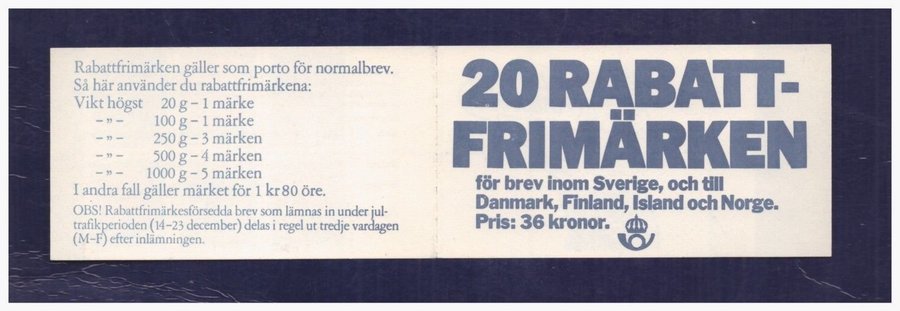 Rabattfrimärken gäller som porto för normalbrev.
Så här använder du rabattfrimärkena:
Vikt högst 20 g – 1 märke
– ” – 100 g – 1 märke
– ” – 250 g – 3 märken
– ” – 500 g – 4 märken
– ” – 1000 g – 5 märken
I andra fall gäller märket för 1 kr 80 öre.
OBS! Rabattfrimärkesförsedda brev som lämnas in under jul-
trafikperioden (14–23 december) delas i regel ut tredje vardagen
(M–F) efter inlämningen.
20 RABATT-
FRIMÄRKEN
för brev inom Sverige, och till
Danmark, Finland, Island och Norge.
Pris: 36 kronor.